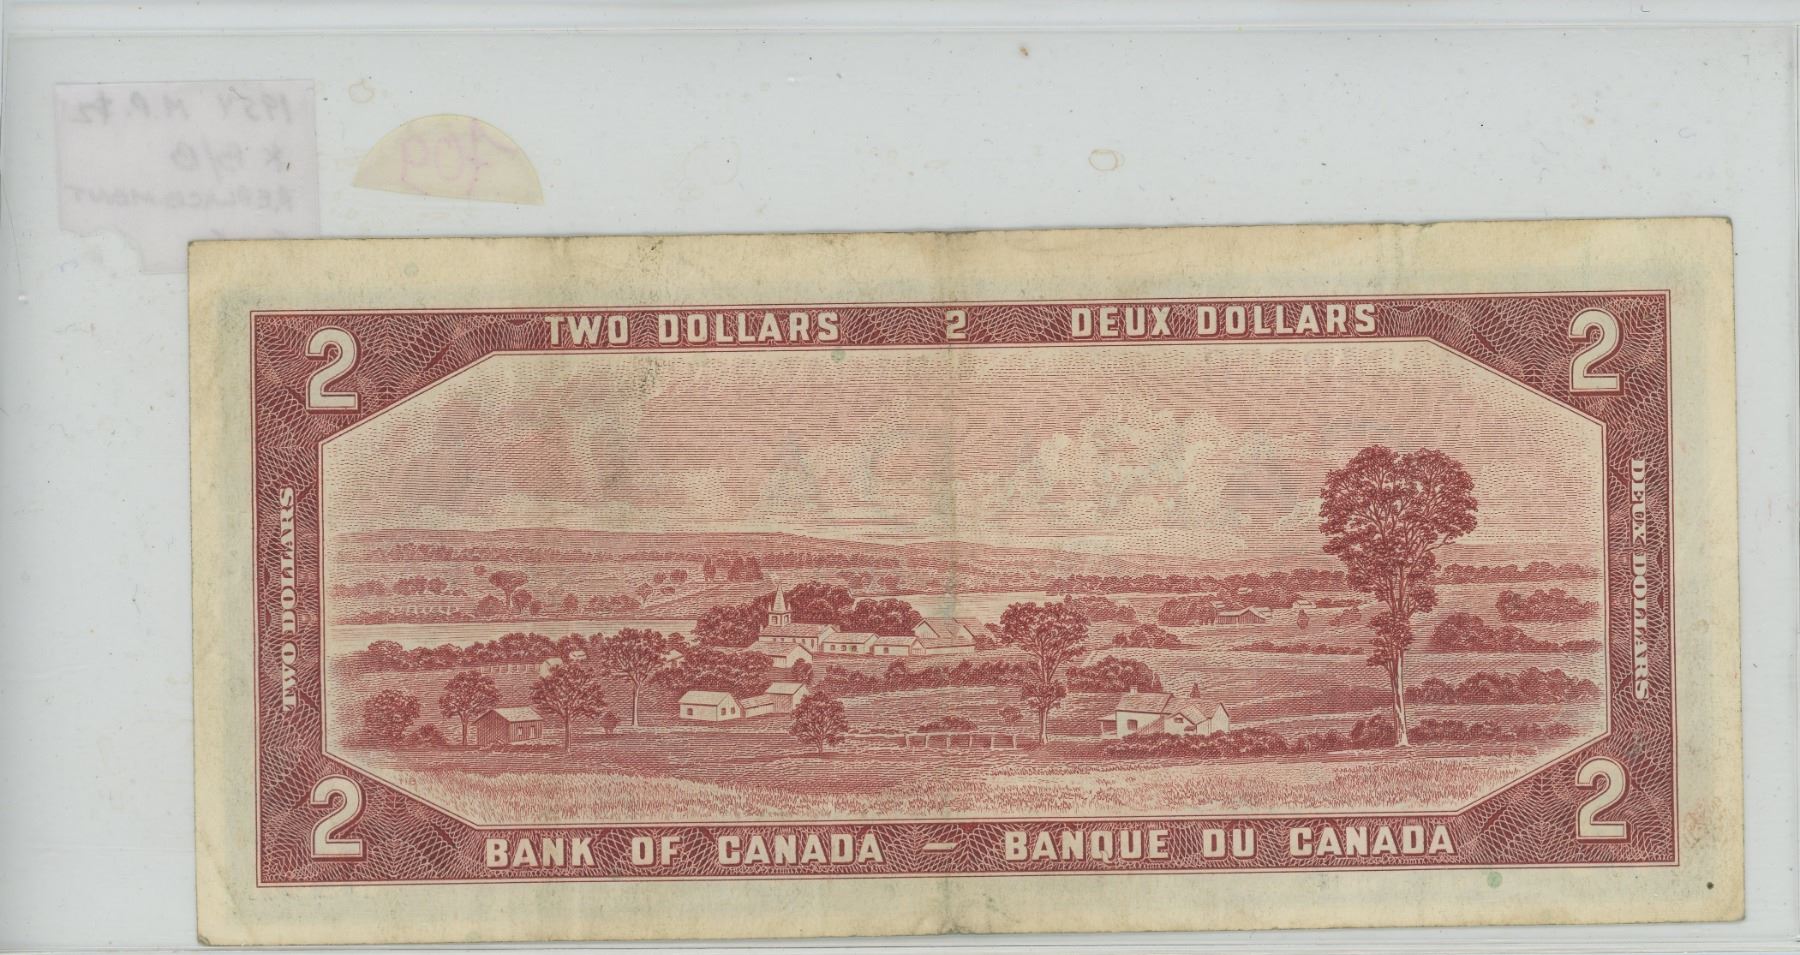 1954 M.P. $2
* B/B
REPLACEMENT
409
TWO DOLLARS 2 DEUX DOLLARS
2 2
TWO DOLLARS
DEUX DOLLARS
2 2
BANK OF CANADA — BANQUE DU CANADA